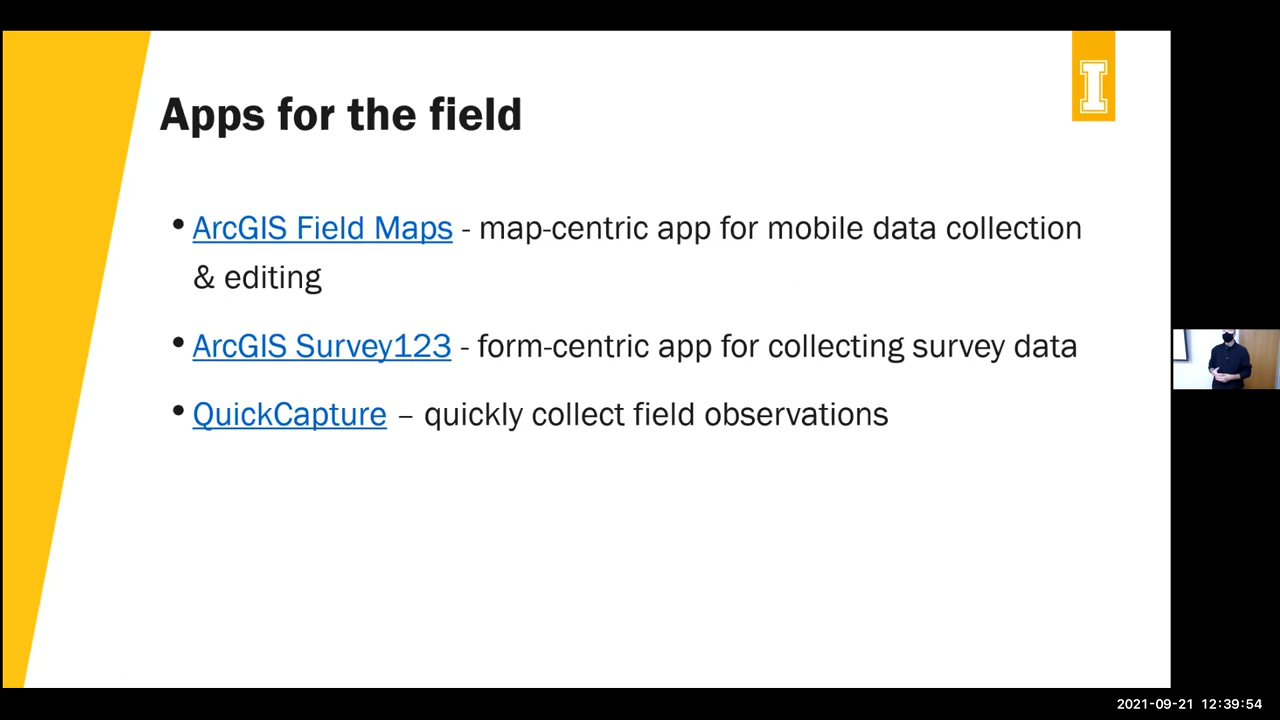 I
Apps for the field
• ArcGIS Field Maps - map-centric app for mobile data collection
& editing
• ArcGIS Survey123 - form-centric app for collecting survey data
• QuickCapture – quickly collect field observations
2021-09-21 12:39:54